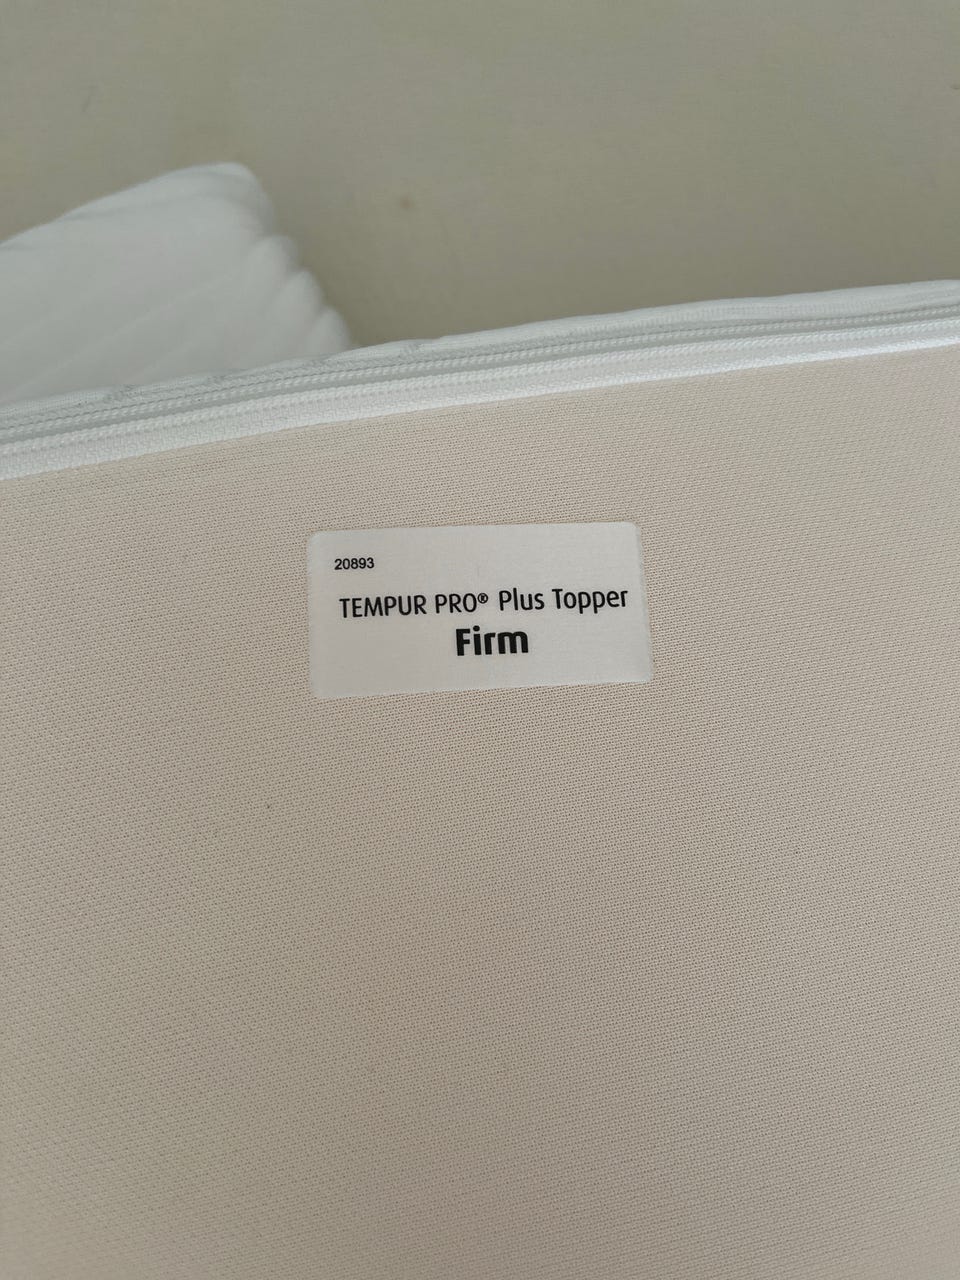 20893
TEMPUR PRO® Plus Topper
Firm